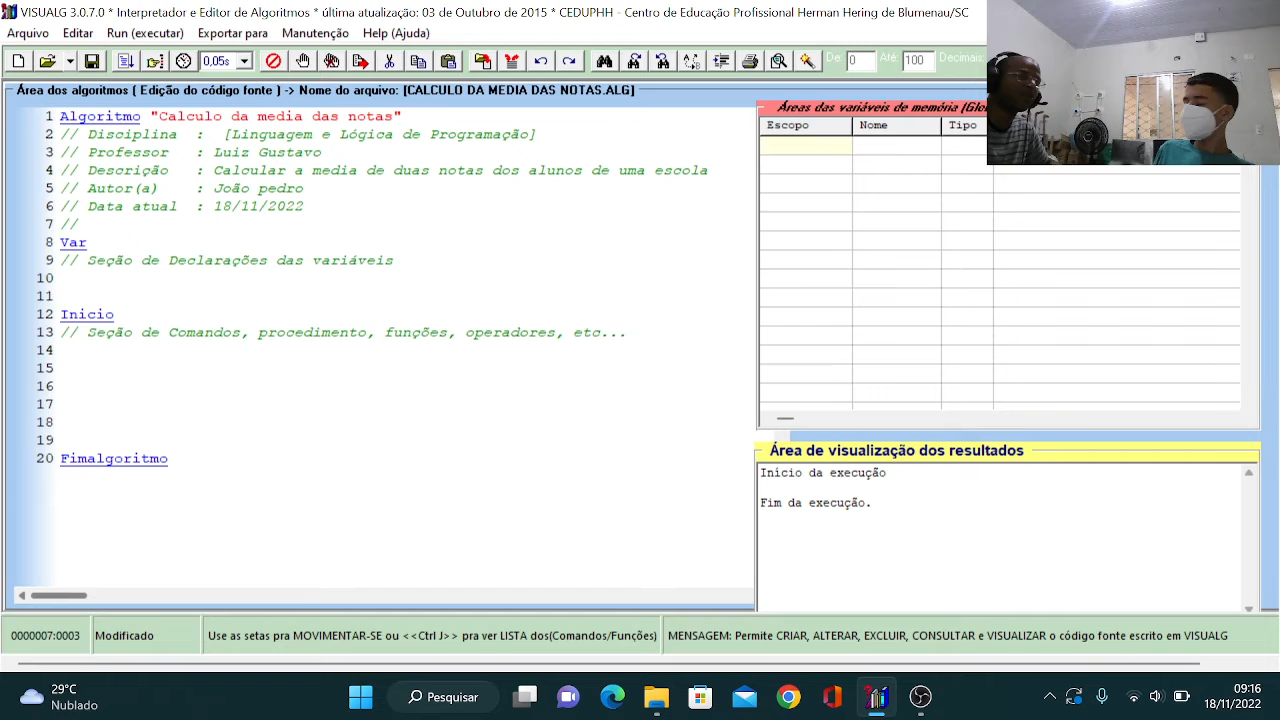 VISUALG 3.0.7.0 * Interpretador e Editor de Algoritmos * última atualização: 03 de Outubro de 2015 * CEDUPHH - Centro de Educação Profissional Herman Hering de Blumenau/SC
Arquivo Editar Run (executar) Exportar para Manutenção Help (Ajuda)
0,05s De: 0 Até: 100 Decimais:
Área dos algoritmos ( Edição do código fonte ) -> Nome do arquivo: [CALCULO DA MEDIA DAS NOTAS.ALG]
1 Algoritmo "Calculo da media das notas"
2 // Disciplina : [Linguagem e Lógica de Programação]
3 // Professor : Luiz Gustavo
4 // Descrição : Calcular a media de duas notas dos alunos de uma escola
5 // Autor(a) : João pedro
6 // Data atual : 18/11/2022
7 //
8 Var
9 // Seção de Declarações das variáveis
10
11
12 Inicio
13 // Seção de Comandos, procedimento, funções, operadores, etc...
14
15
16
17
18
19
20 Fimalgoritmo
Áreas das variáveis de memória (Glo
Escopo Nome Tipo
Área de visualização dos resultados
Início da execução
Fim da execução.
0000007:0003 Modificado Use as setas pra MOVIMENTAR-SE ou <<Ctrl J>> pra ver LISTA dos(Comandos/Funções) MENSAGEM: Permite CRIAR, ALTERAR, EXCLUIR, CONSULTAR e VISUALIZAR o código fonte escrito em VISUALG
29°C
Nublado
Pesquisar
09:16
18/11/2022